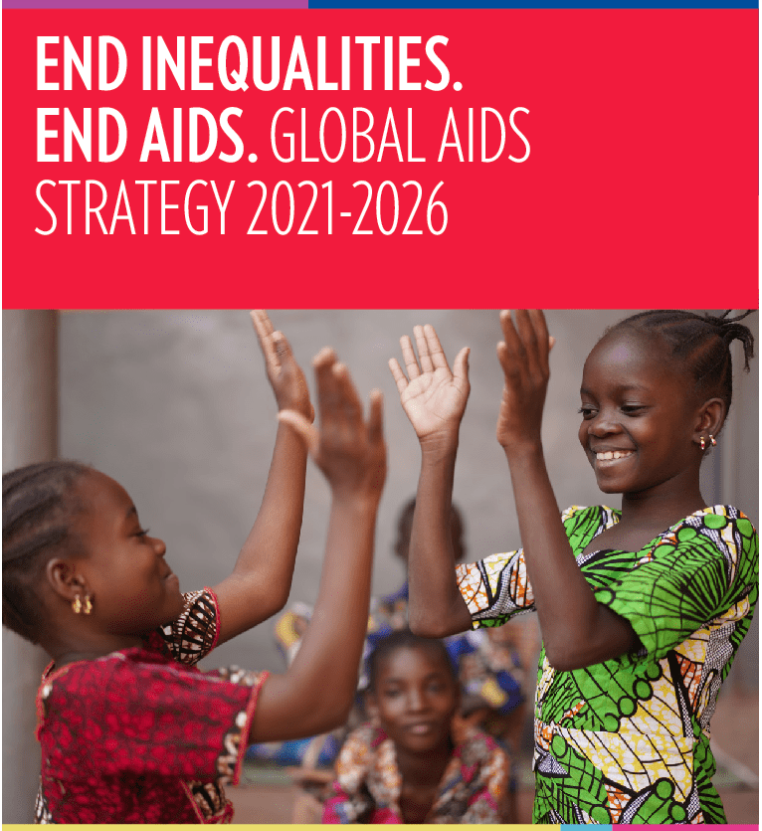 END INEQUALITIES.
END AIDS. GLOBAL AIDS
STRATEGY 2021-2026